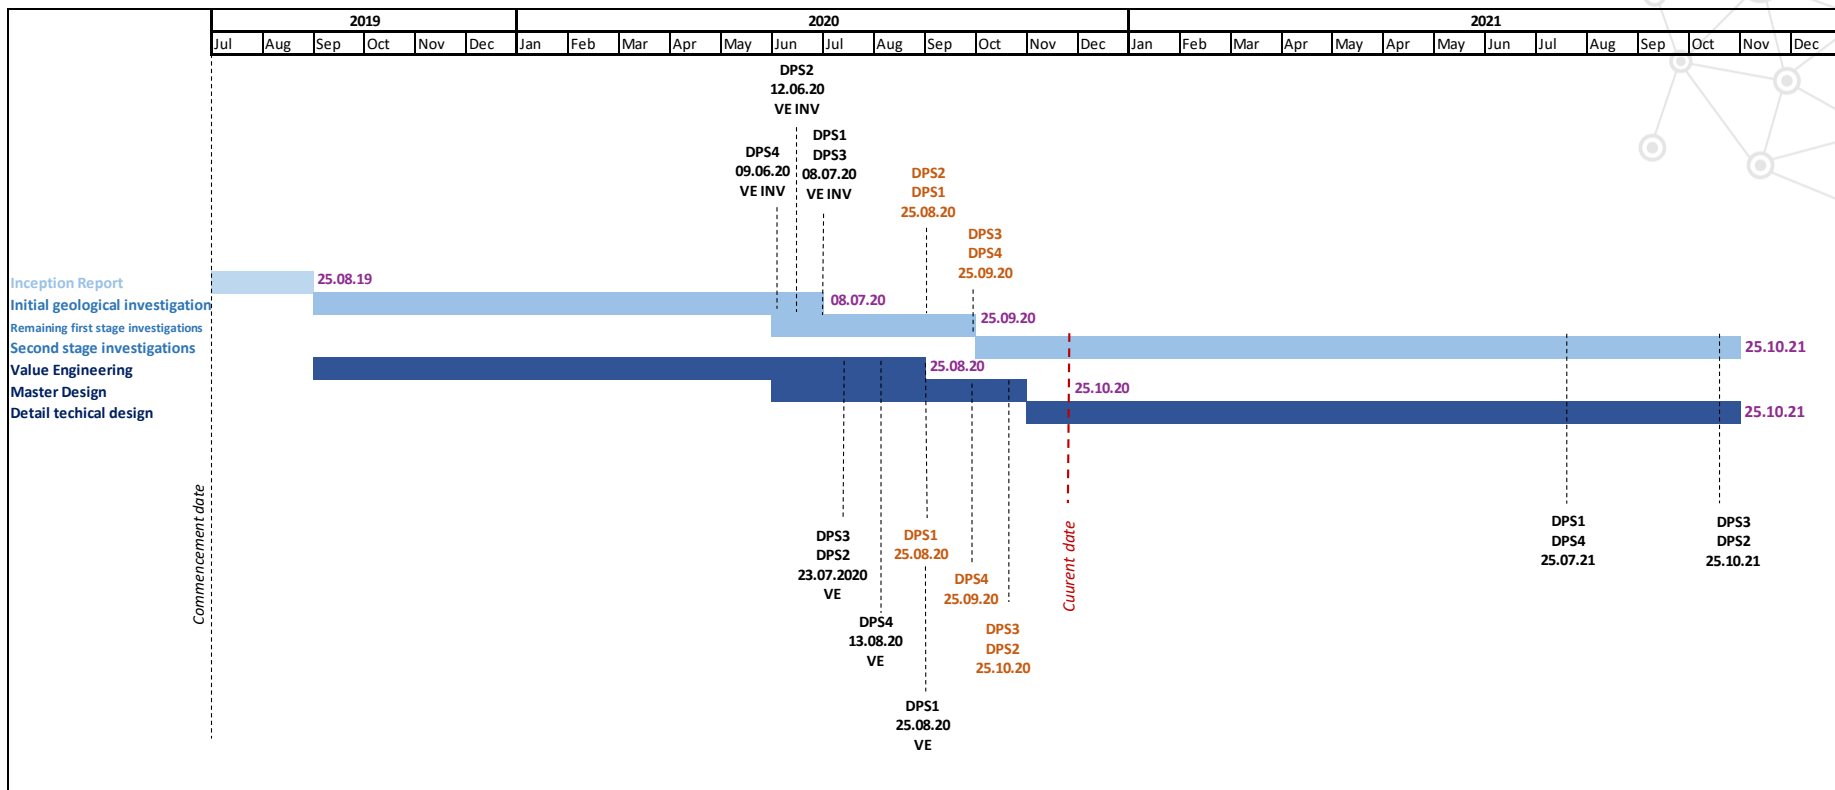 2019 2020 2021
Jul Aug Sep Oct Nov Dec Jan Feb Mar Apr May Jun Jul Aug Sep Oct Nov Dec Jan Feb Mar Apr May Apr May Jun Jul Aug Sep Oct Nov Dec
DPS2
12.06.20
VE INV
DPS1
DPS3
08.07.20
VE INV
DPS4
09.06.20
VE INV
DPS2
DPS1
25.08.20
DPS3
DPS4
25.09.20
Inception Report 25.08.19
Initial geological investigation 08.07.20
Remaining first stage investigations 25.09.20
Second stage investigations 25.10.21
Value Engineering 25.08.20
Master Design 25.10.20
Detail techical design 25.10.21
Commencement date
DPS3
DPS2
23.07.2020
VE
DPS4
13.08.20
VE
DPS1
25.08.20
DPS1
25.08.20
VE
DPS4
25.09.20
DPS3
DPS2
25.10.20
Cuurent date
DPS1
DPS4
25.07.21
DPS3
DPS2
25.10.21